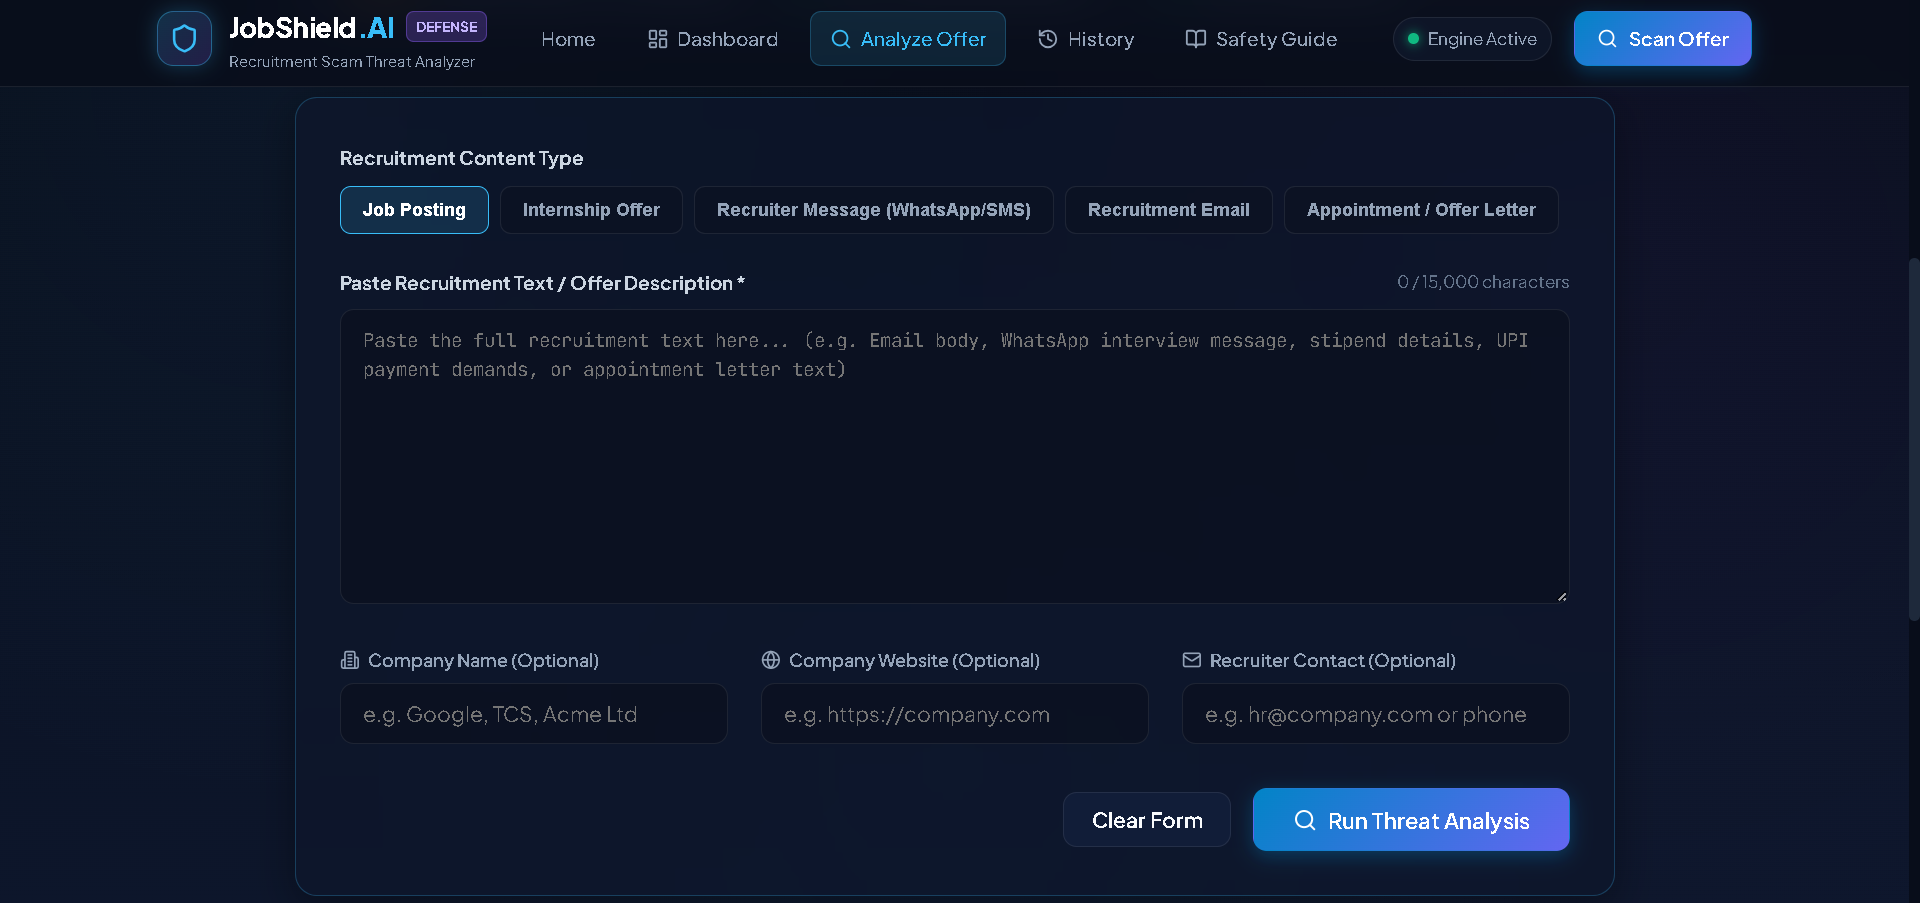 JobShield.AI DEFENSE
Recruitment Scam Threat Analyzer
Home
Dashboard
Analyze Offer
History
Safety Guide
Engine Active
Scan Offer
Recruitment Content Type
Job Posting
Internship Offer
Recruiter Message (WhatsApp/SMS)
Recruitment Email
Appointment / Offer Letter
Paste Recruitment Text / Offer Description *
0 / 15,000 characters
Paste the full recruitment text here... (e.g. Email body, WhatsApp interview message, stipend details, UPI
payment demands, or appointment letter text)
Company Name (Optional)
Company Website (Optional)
Recruiter Contact (Optional)
e.g. Google, TCS, Acme Ltd
e.g. https://company.com
e.g. hr@company.com or phone
Clear Form
Run Threat Analysis